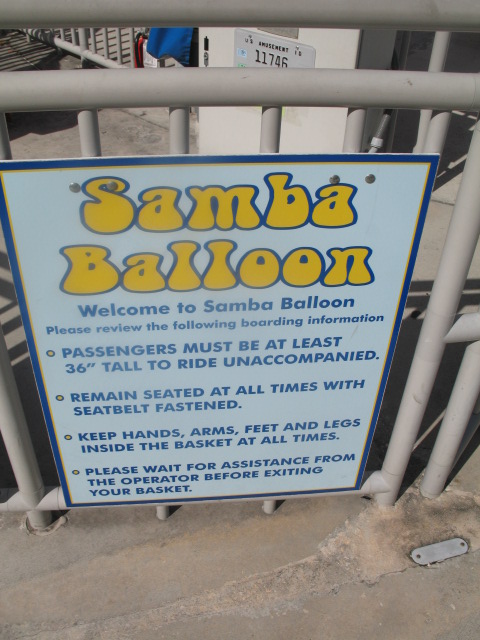 AMUSEMENT
11746
Samba
Balloon
Welcome to Samba Balloon
Please review the following boarding information
PASSENGERS MUST BE AT LEAST
36" TALL TO RIDE UNACCOMPANIED.
REMAIN SEATED AT ALL TIMES WITH
SEATBELT FASTENED.
KEEP HANDS, ARMS, FEET AND LEGS
INSIDE THE BASKET AT ALL TIMES.
PLEASE WAIT FOR ASSISTANCE FROM
THE OPERATOR BEFORE EXITING
YOUR BASKET.